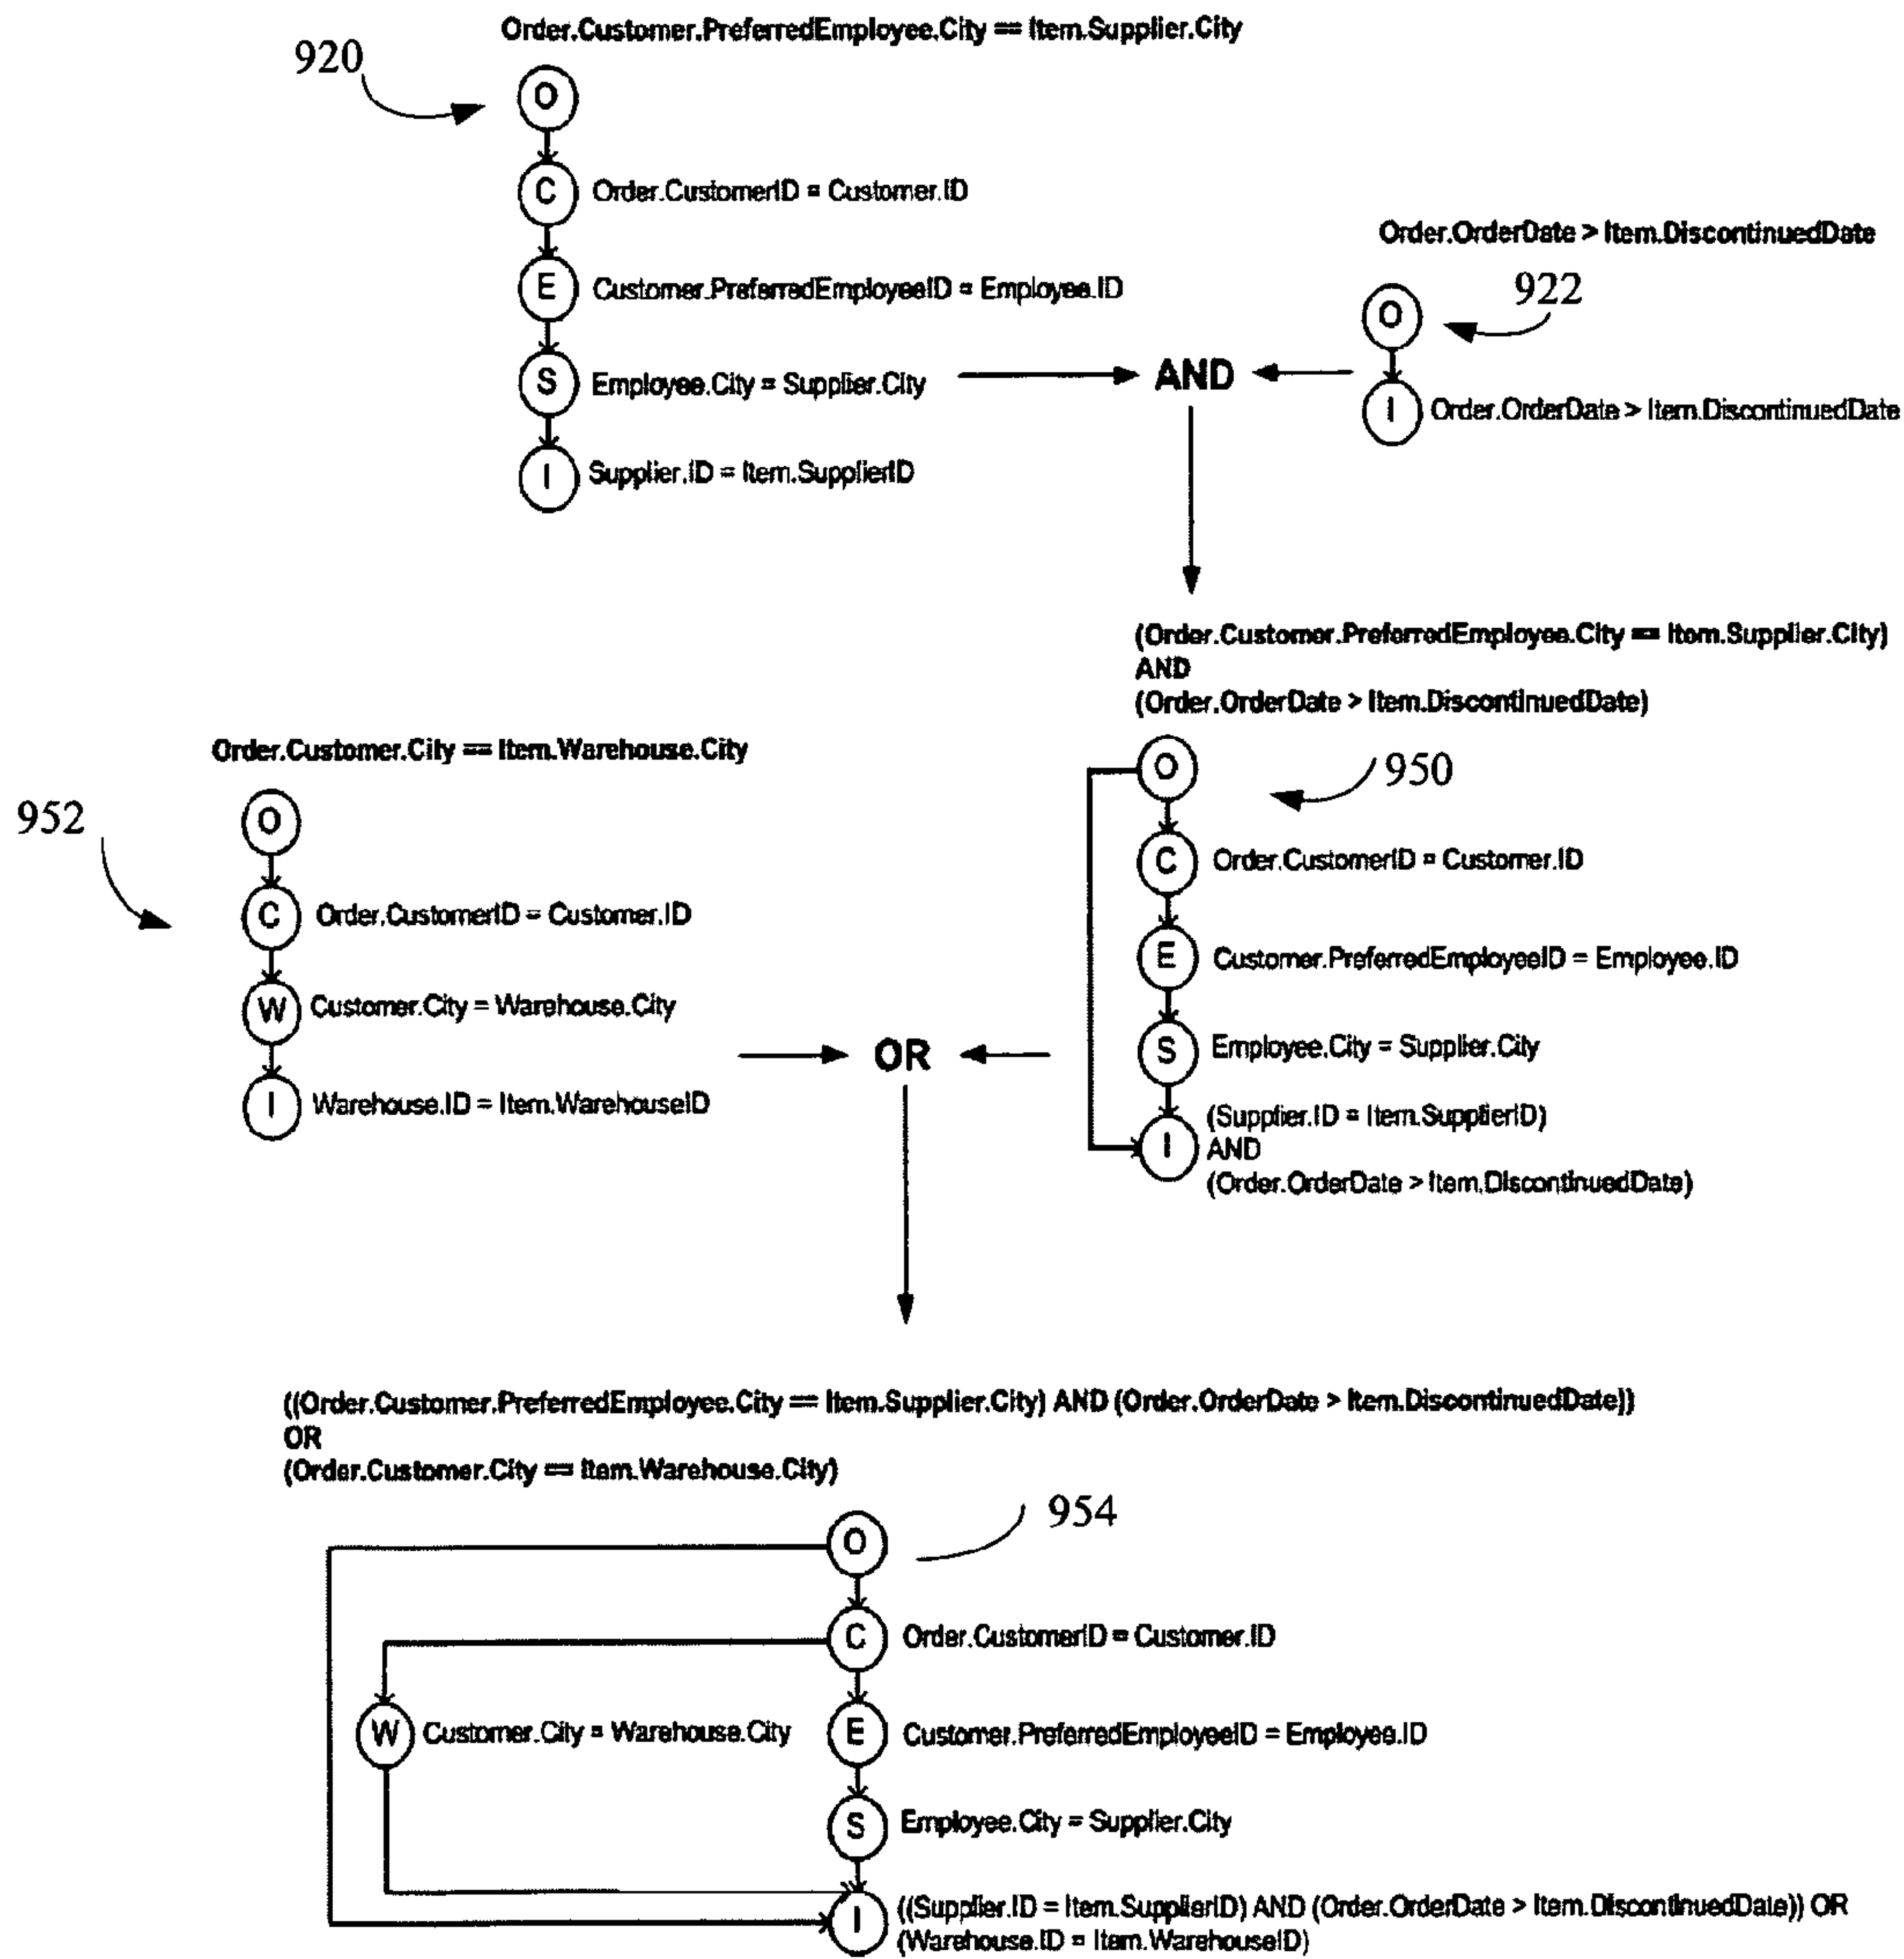 Order.Customer.PreferredEmployee.City == Item.Supplier.City
920
O
C Order.CustomerID = Customer.ID
E Customer.PreferredEmployeeID = Employee.ID
S Employee.City = Supplier.City
I Supplier.ID = Item.SupplierID
Order.OrderDate > Item.DiscontinuedDate
922
O
I Order.OrderDate > Item.DiscontinuedDate
AND
(Order.Customer.PreferredEmployee.City == Item.Supplier.City)
AND
(Order.OrderDate > Item.DiscontinuedDate)
950
O
C Order.CustomerID = Customer.ID
E Customer.PreferredEmployeeID = Employee.ID
S Employee.City = Supplier.City
(Supplier.ID = Item.SupplierID)
I AND
(Order.OrderDate > Item.DiscontinuedDate)
Order.Customer.City == Item.Warehouse.City
952
O
C Order.CustomerID = Customer.ID
W Customer.City = Warehouse.City
I Warehouse.ID = Item.WarehouseID
OR
((Order.Customer.PreferredEmployee.City == Item.Supplier.City) AND (Order.OrderDate > Item.DiscontinuedDate))
OR
(Order.Customer.City == Item.Warehouse.City)
954
O
C Order.CustomerID = Customer.ID
W Customer.City = Warehouse.City
E Customer.PreferredEmployeeID = Employee.ID
S Employee.City = Supplier.City
I ((Supplier.ID = Item.SupplierID) AND (Order.OrderDate > Item.DiscontinuedDate)) OR
(Warehouse.ID = Item.WarehouseID)